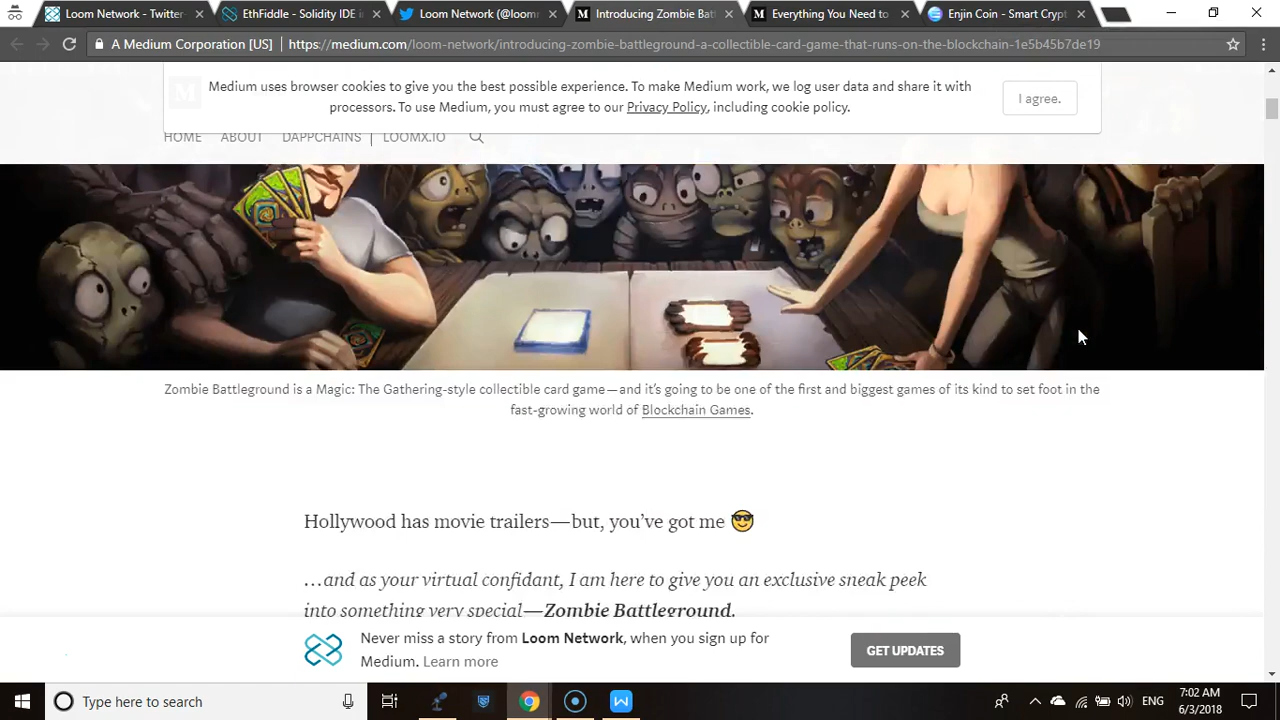 Loom Network - Twitter
EthFiddle - Solidity IDE i
Loom Network (@loomn
Introducing Zombie Bat
Everything You Need to
Enjin Coin - Smart Crypt
A Medium Corporation [US] | https://medium.com/loom-network/introducing-zombie-battleground-a-collectible-card-game-that-runs-on-the-blockchain-1e5b45b7de19
M
Medium uses browser cookies to give you the best possible experience. To make Medium work, we log user data and share it with
processors. To use Medium, you must agree to our Privacy Policy, including cookie policy.
I agree.
HOME ABOUT DAPPCHAINS | LOOMX.IO
Zombie Battleground is a Magic: The Gathering-style collectible card game—and it's going to be one of the first and biggest games of its kind to set foot in the
fast-growing world of Blockchain Games.
Hollywood has movie trailers—but, you've got me 😎
…and as your virtual confidant, I am here to give you an exclusive sneak peek
into something very special—Zombie Battleground.
Never miss a story from Loom Network, when you sign up for
Medium. Learn more
GET UPDATES
Type here to search
ENG
7:02 AM
6/3/2018